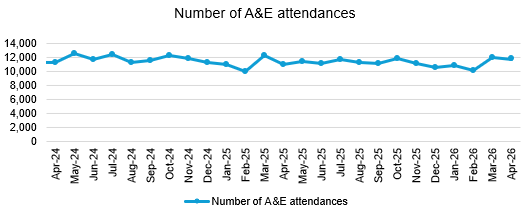 Number of A&E attendances
14,000
12,000
10,000
8,000
6,000
4,000
2,000
0
Apr-24
May-24
Jun-24
Jul-24
Aug-24
Sep-24
Oct-24
Nov-24
Dec-24
Jan-25
Feb-25
Mar-25
Apr-25
May-25
Jun-25
Jul-25
Aug-25
Sep-25
Oct-25
Nov-25
Dec-25
Jan-26
Feb-26
Mar-26
Apr-26
Number of A&E attendances